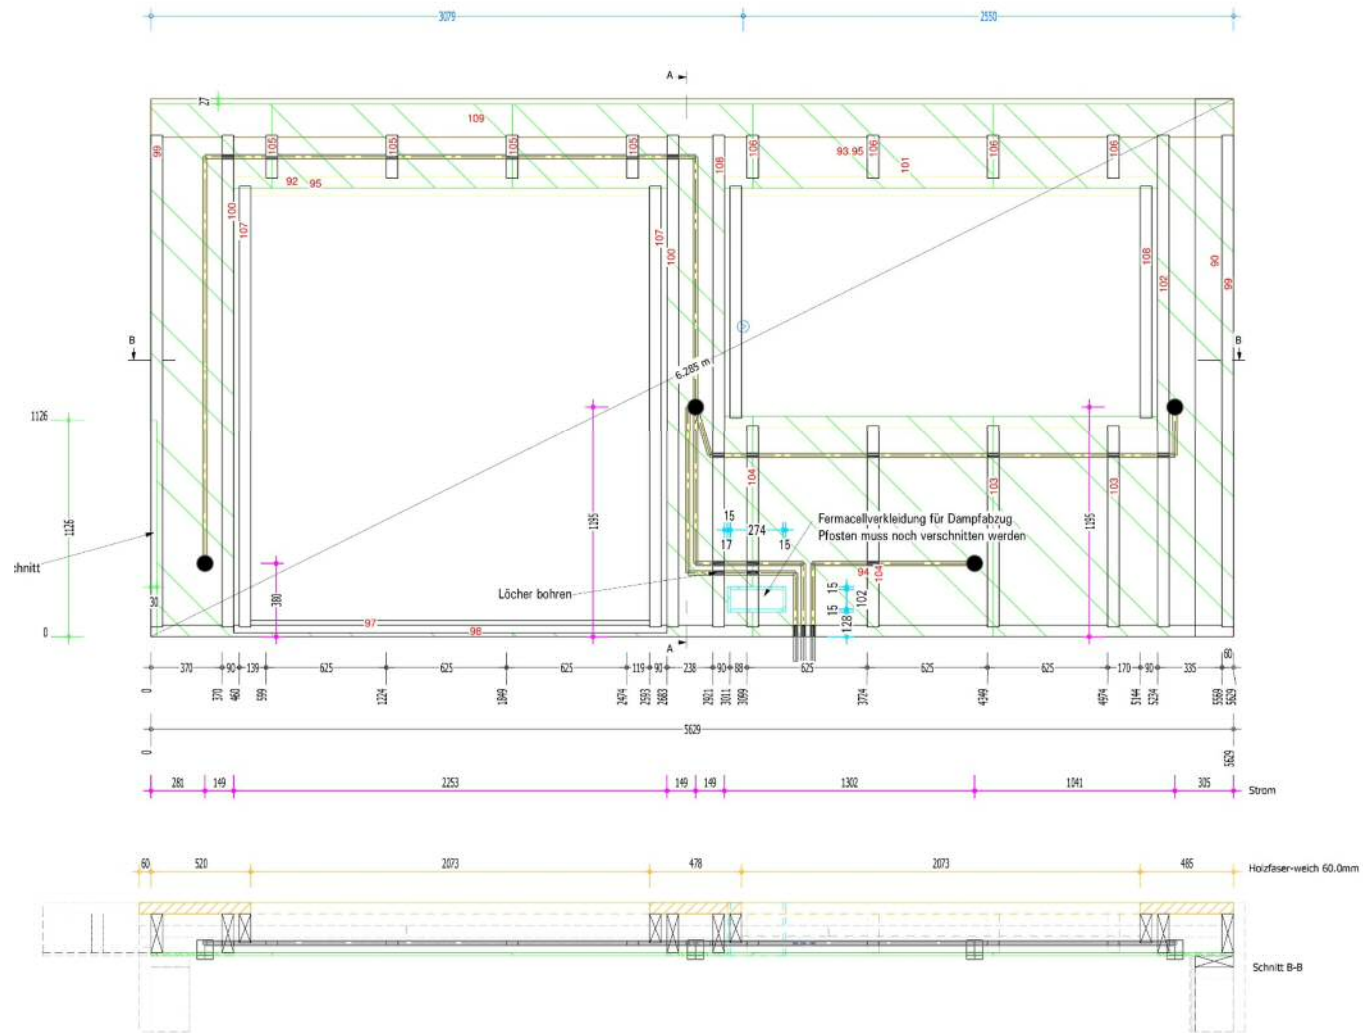 3079 2550
A
27
109
99 105 105 105 105 106 106 93 95 106 101 106 106
92 95
100 107 107 100 108 102 90 99
B B
6.285 m
1126
1126
1195 1195
104 103 103
15
274
17 15
Fermacellverkleidung für Dampfabzug
Pfosten muss noch verschnitten werden
chnitt
94 104
Löcher bohren
30 380 15 102
15
128
0
97
98
A
60
370 90 139 625 625 625 119 90 238 90 88 625 625 625 170 90 335
0 370 460 599 1224 1849 2474 2593 2683 2921 3011 3099 3724 4349 4974 5144 5234 5569 5629
5629
0 5629
281 149 2253 149 149 1302 1041 305
Strom
60 520 2073 478 2073 485
Holzfaser-weich 60.0mm
Schnitt B-B